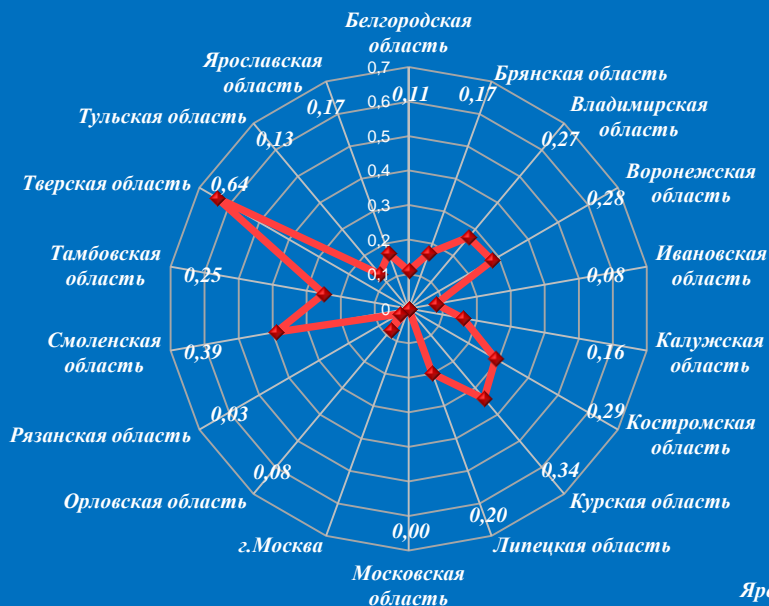 Белгородская
область
Брянская область
Владимирская
область
Воронежская
область
Ивановская
область
Калужская
область
Костромская
область
Курская область
Липецкая область
Московская
область
г.Москва
Орловская область
Рязанская область
Смоленская
область
Тамбовская
область
Тверская область
Тульская область
Ярославская
область
0,7
0,6
0,5
0,4
0,3
0,2
0,1
0
0,11
0,17
0,27
0,28
0,08
0,16
0,29
0,34
0,20
0,00
0,08
0,03
0,39
0,25
0,64
0,13
0,17